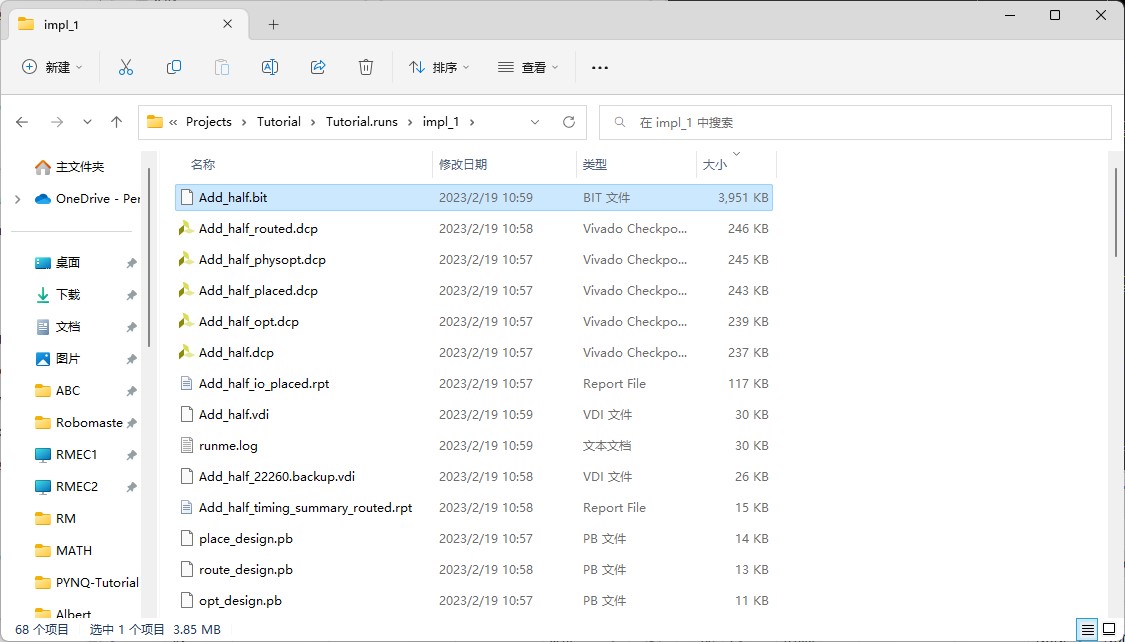 impl_1
新建
排序
查看
« Projects > Tutorial > Tutorial.runs > impl_1 >
在 impl_1 中搜索
主文件夹
OneDrive - Per
桌面
下载
文档
图片
ABC
Robomaste
RMEC1
RMEC2
RM
MATH
PYNQ-Tutorial
Albert
名称 修改日期 类型 大小
Add_half.bit 2023/2/19 10:59 BIT 文件 3,951 KB
Add_half_routed.dcp 2023/2/19 10:58 Vivado Checkpo... 246 KB
Add_half_physopt.dcp 2023/2/19 10:57 Vivado Checkpo... 245 KB
Add_half_placed.dcp 2023/2/19 10:57 Vivado Checkpo... 243 KB
Add_half_opt.dcp 2023/2/19 10:57 Vivado Checkpo... 239 KB
Add_half.dcp 2023/2/19 10:57 Vivado Checkpo... 237 KB
Add_half_io_placed.rpt 2023/2/19 10:57 Report File 117 KB
Add_half.vdi 2023/2/19 10:59 VDI 文件 30 KB
runme.log 2023/2/19 10:59 文本文档 30 KB
Add_half_22260.backup.vdi 2023/2/19 10:58 VDI 文件 26 KB
Add_half_timing_summary_routed.rpt 2023/2/19 10:58 Report File 15 KB
place_design.pb 2023/2/19 10:57 PB 文件 14 KB
route_design.pb 2023/2/19 10:58 PB 文件 13 KB
opt_design.pb 2023/2/19 10:57 PB 文件 11 KB
68 个项目 选中 1 个项目 3.85 MB